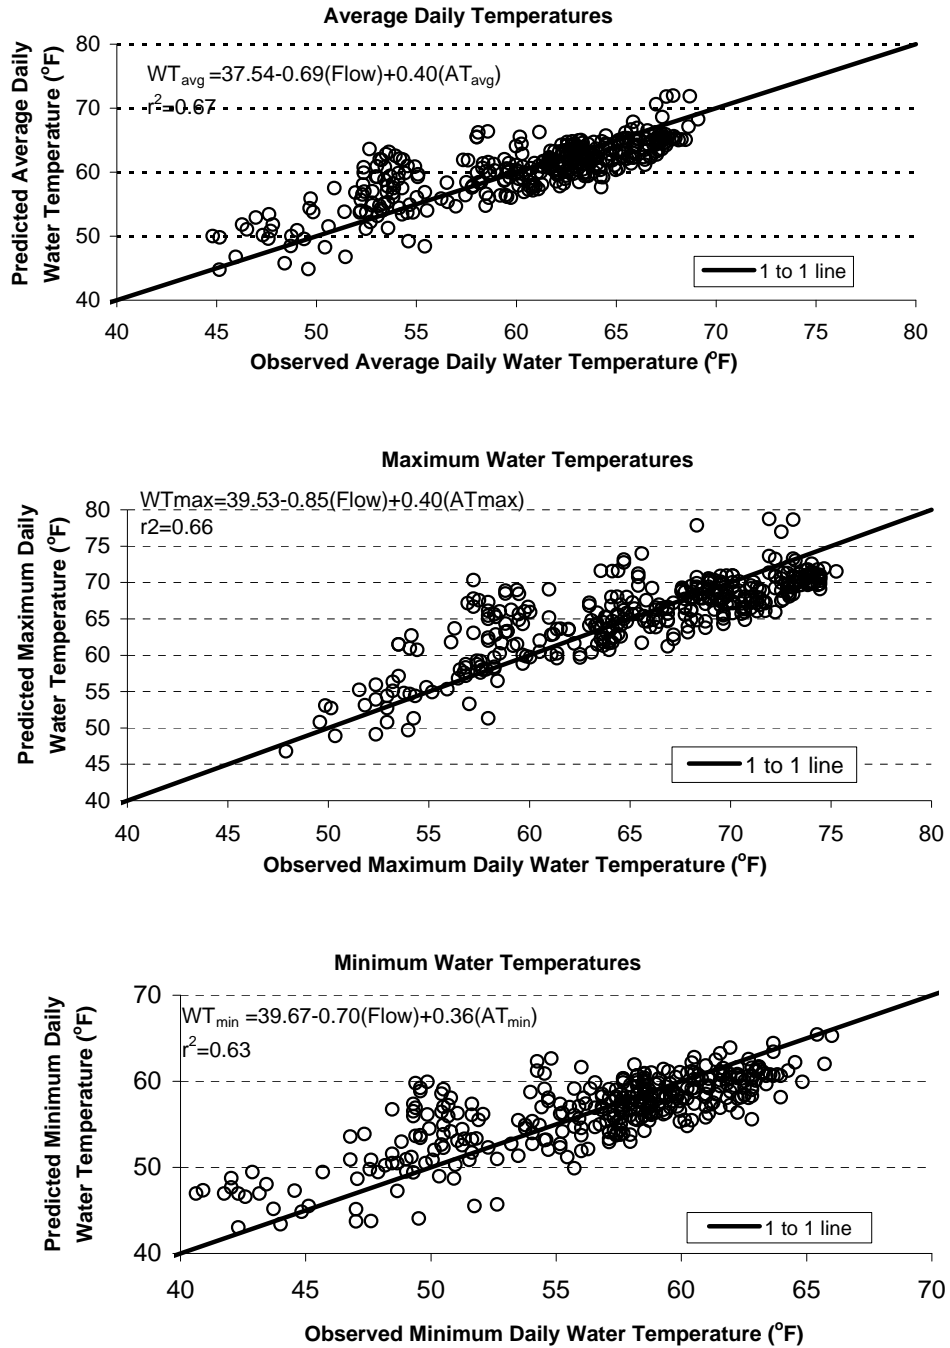 Average Daily Temperatures
Predicted Average Daily
Water Temperature (°F)
80
70
60
50
40
WTavg =37.54-0.69(Flow)+0.40(ATavg)
r²=0.67
1 to 1 line
40 45 50 55 60 65 70 75 80
Observed Average Daily Water Temperature (°F)
Maximum Water Temperatures
Predicted Maximum Daily
Water Temperature (°F)
80
75
70
65
60
55
50
45
40
WTmax=39.53-0.85(Flow)+0.40(ATmax)
r2=0.66
1 to 1 line
40 45 50 55 60 65 70 75 80
Observed Maximum Daily Water Temperature (°F)
Minimum Water Temperatures
Predicted Minimum Daily
Water Temperature (°F)
70
60
50
40
WTmin =39.67-0.70(Flow)+0.36(ATmin)
r²=0.63
1 to 1 line
40 45 50 55 60 65 70
Observed Minimum Daily Water Temperature (°F)